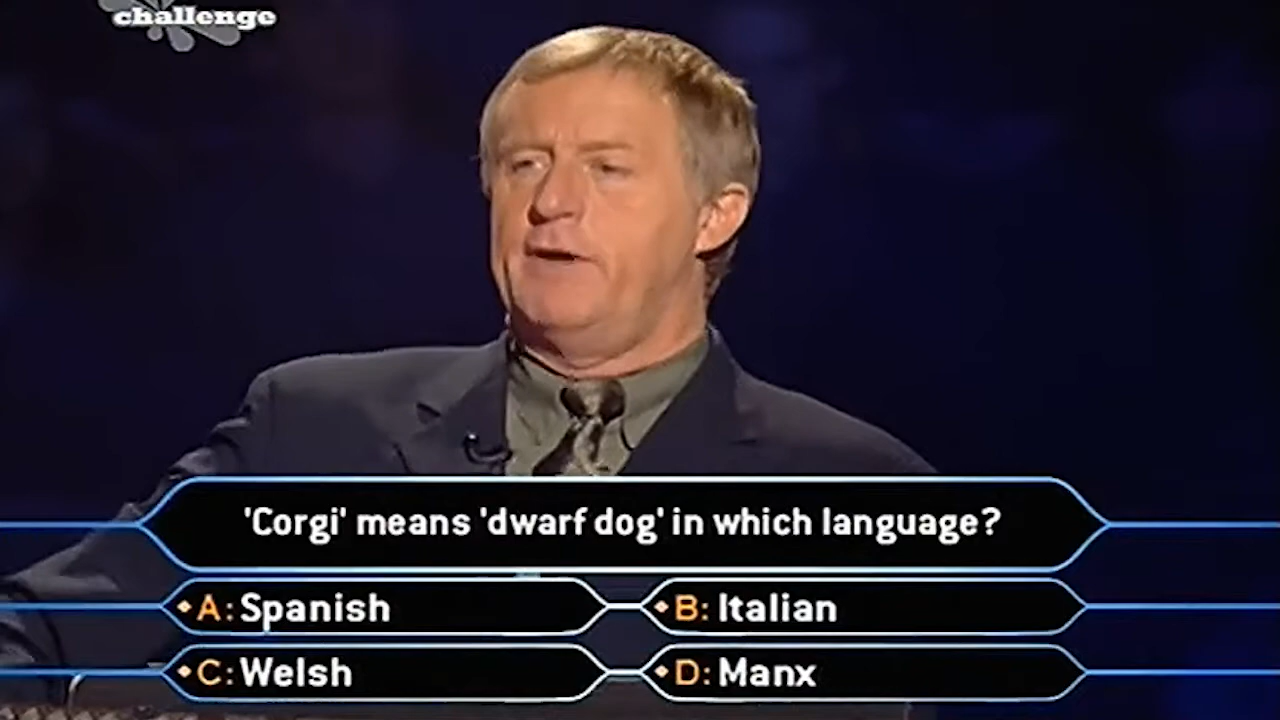 challenge
'Corgi' means 'dwarf dog' in which language?
A: Spanish
B: Italian
C: Welsh
D: Manx